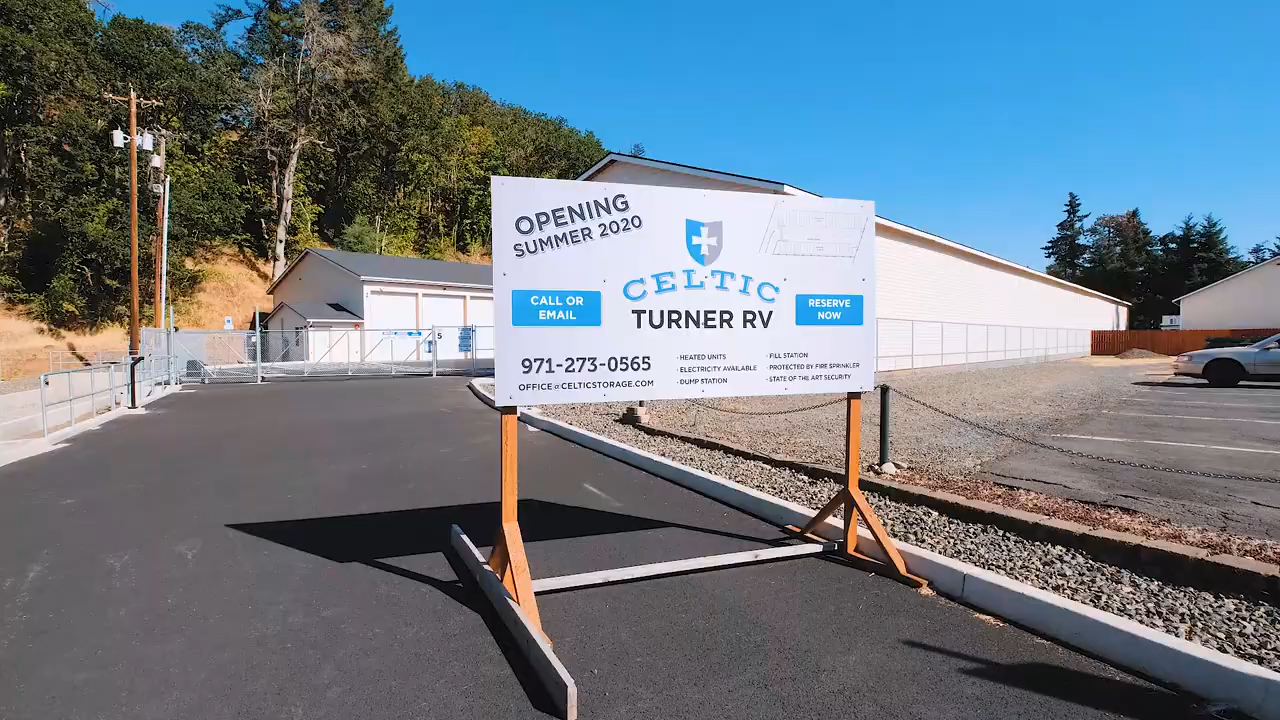 OPENING
SUMMER 2020
CELTIC
TURNER RV
CALL OR
EMAIL
RESERVE
NOW
971-273-0565
OFFICE@CELTICSTORAGE.COM
· HEATED UNITS
· ELECTRICITY AVAILABLE
· DUMP STATION
· FILL STATION
· PROTECTED BY FIRE SPRINKLER
· STATE OF THE ART SECURITY
5